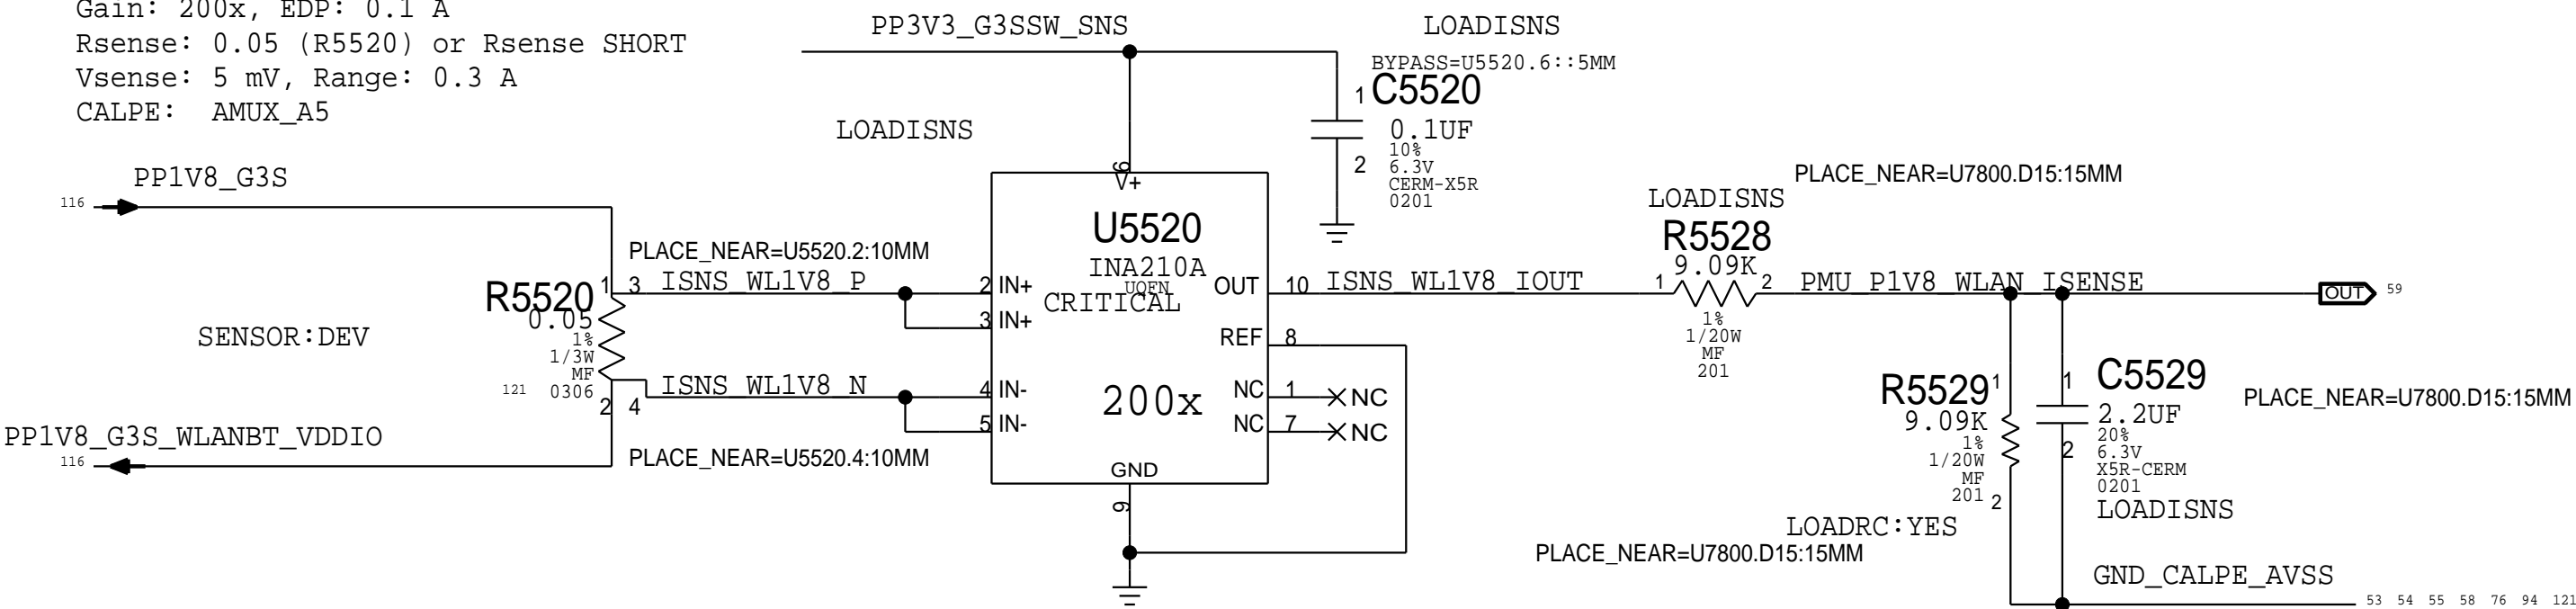 Gain: 200x, EDP: 0.1 A
Rsense: 0.05 (R5520) or Rsense SHORT
Vsense: 5 mV, Range: 0.3 A
CALPE: AMUX_A5
PP3V3_G3SSW_SNS
LOADISNS
BYPASS=U5520.6::5MM
1
C5520
0.1UF
10%
2
6.3V
CERM-X5R
0201
LOADISNS
PP1V8_G3S
116
6
V+
U5520
INA210A
UQFN
CRITICAL
200x
PLACE_NEAR=U5520.2:10MM
R5520
0.05
1%
1/3W
MF
0306
121
1 3
ISNS_WL1V8_P
2 IN+
3 IN+
SENSOR:DEV
2 4
ISNS_WL1V8_N
4 IN-
5 IN-
PP1V8_G3S_WLANBT_VDDIO
116
PLACE_NEAR=U5520.4:10MM
GND
9
OUT 10
ISNS_WL1V8_IOUT
REF 8
NC 1 NC
NC 7 NC
PLACE_NEAR=U7800.D15:15MM
LOADISNS
R5528
1 9.09K 2
1%
1/20W
MF
201
PMU_P1V8_WLAN_ISENSE
OUT 59
R5529 1
9.09K
1%
1/20W
MF
201 2
LOADRC:YES
PLACE_NEAR=U7800.D15:15MM
1
C5529
2.2UF
20%
2
6.3V
X5R-CERM
0201
LOADISNS
PLACE_NEAR=U7800.D15:15MM
GND_CALPE_AVSS
53 54 55 58 76 94 121